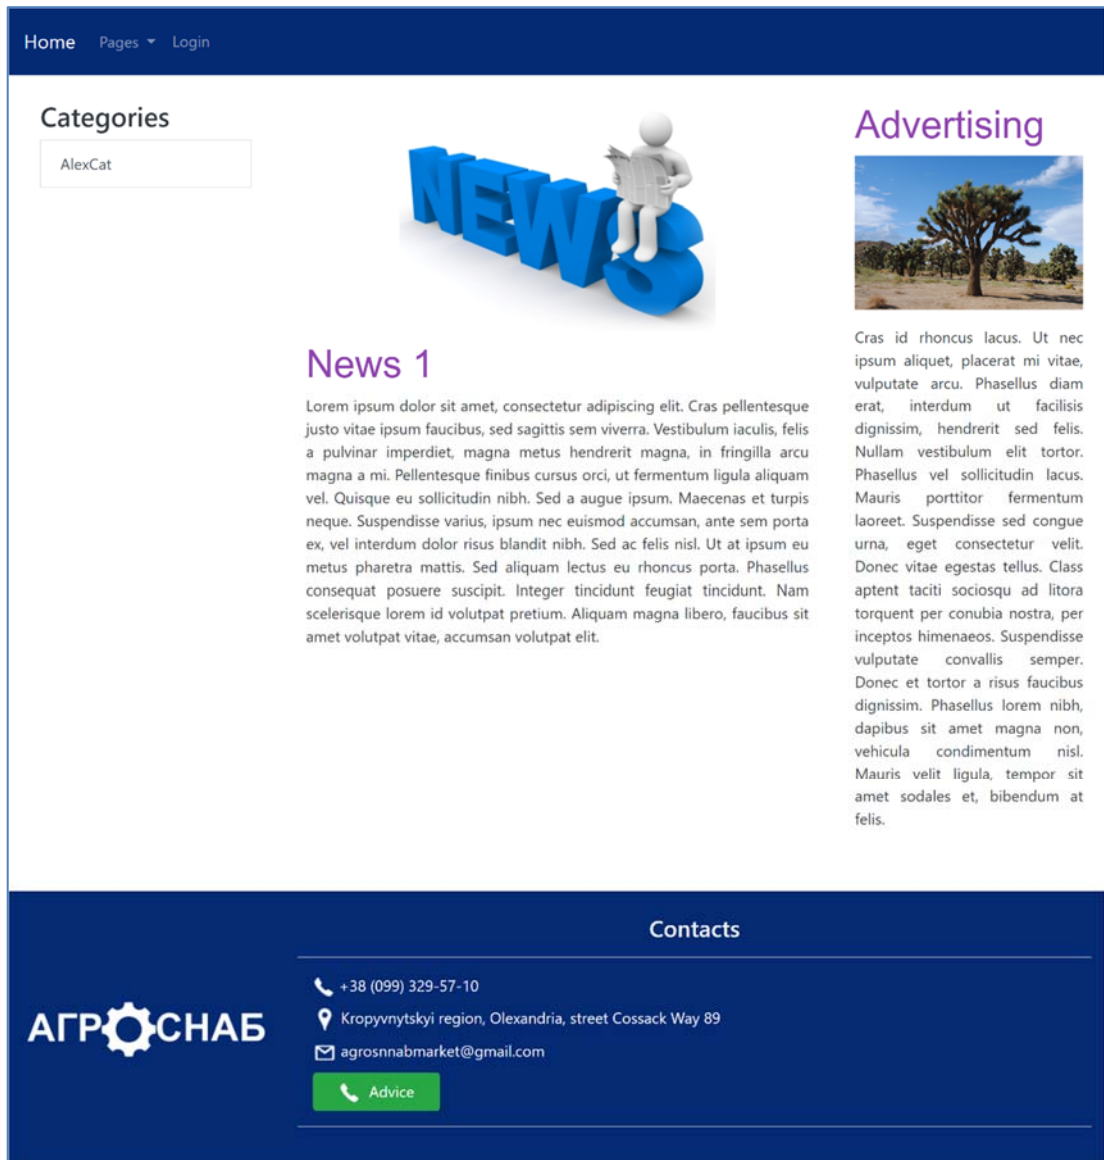 Home Pages Login
Categories
AlexCat
NEWS
News 1
Lorem ipsum dolor sit amet, consectetur adipiscing elit. Cras pellentesque
justo vitae ipsum faucibus, sed sagittis sem viverra. Vestibulum iaculis, felis
a pulvinar imperdiet, magna metus hendrerit magna, in fringilla arcu
magna a mi. Pellentesque finibus cursus orci, ut fermentum ligula aliquam
vel. Quisque eu sollicitudin nibh. Sed a augue ipsum. Maecenas et turpis
neque. Suspendisse varius, ipsum nec euismod accumsan, ante sem porta
ex, vel interdum dolor risus blandit nibh. Sed ac felis nisl. Ut at ipsum eu
metus pharetra mattis. Sed aliquam lectus eu rhoncus porta. Phasellus
consequat posuere suscipit. Integer tincidunt feugiat tincidunt. Nam
scelerisque lorem id volutpat pretium. Aliquam magna libero, faucibus sit
amet volutpat vitae, accumsan volutpat elit.
Advertising
Cras id rhoncus lacus. Ut nec
ipsum aliquet, placerat mi vitae,
vulputate arcu. Phasellus diam
erat, interdum ut facilisis
dignissim, hendrerit sed felis.
Nullam vestibulum elit tortor.
Phasellus vel sollicitudin lacus.
Mauris porttitor fermentum
laoreet. Suspendisse sed congue
urna, eget consectetur velit.
Donec vitae egestas tellus. Class
aptent taciti sociosqu ad litora
torquent per conubia nostra, per
inceptos himenaeos. Suspendisse
vulputate convallis semper.
Donec et tortor a risus faucibus
dignissim. Phasellus lorem nibh,
dapibus sit amet magna non,
vehicula condimentum nisl.
Mauris velit ligula, tempor sit
amet sodales et, bibendum at
felis.
АГРОСНАБ
Contacts
+38 (099) 329-57-10
Kropyvnytskyi region, Olexandria, street Cossack Way 89
agrosnnabmarket@gmail.com
Advice